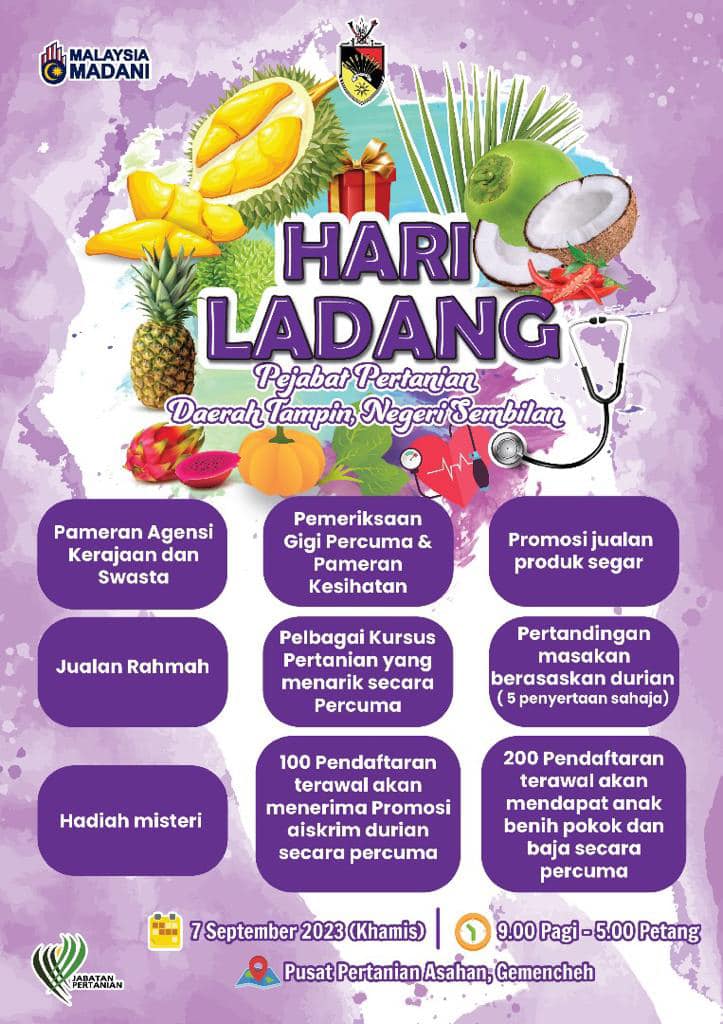 MALAYSIA
MADANI
HARI
LADANG
Pejabat Pertanian
Daerah Tampin, Negeri Sembilan
Pameran Agensi
Kerajaan dan
Swasta
Pemeriksaan
Gigi Percuma &
Pameran
Kesihatan
Promosi jualan
produk segar
Jualan Rahmah
Pelbagai Kursus
Pertanian yang
menarik secara
Percuma
Pertandingan
masakan
berasaskan durian
( 5 penyertaan sahaja)
Hadiah misteri
100 Pendaftaran
terawal akan
menerima Promosi
aiskrim durian
secara percuma
200 Pendaftaran
terawal akan
mendapat anak
benih pokok dan
baja secara
percuma
7 September 2023 (Khamis) | 9.00 Pagi - 5.00 Petang
Pusat Pertanian Asahan, Gemencheh
JABATAN
PERTANIAN